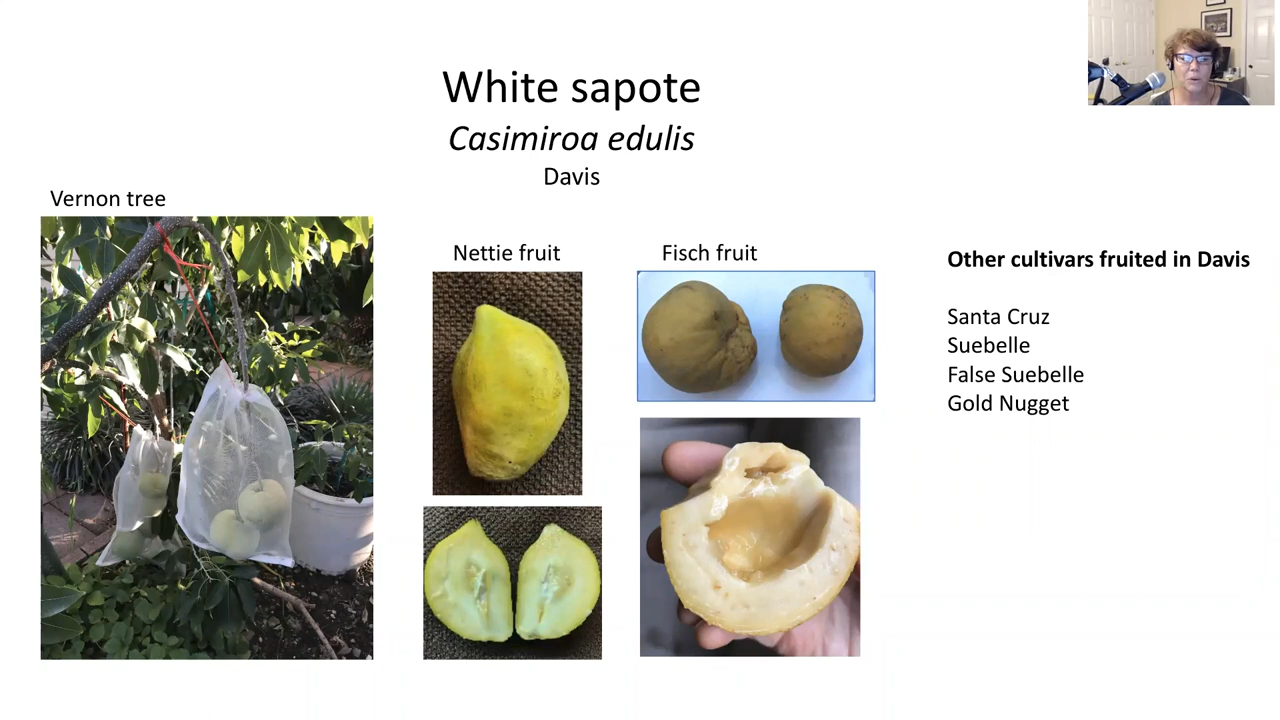 White sapote
Casimiroa edulis
Davis
Vernon tree
Nettie fruit
Fisch fruit
Other cultivars fruited in Davis
Santa Cruz
Suebelle
False Suebelle
Gold Nugget